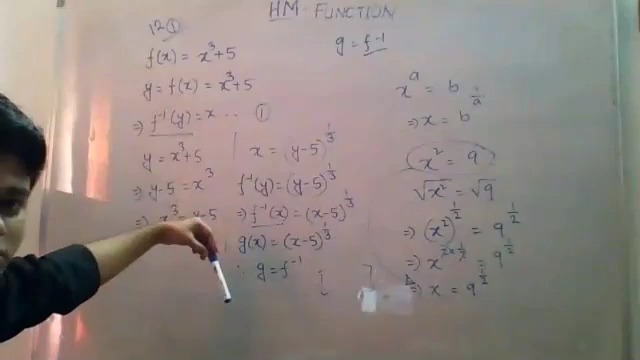 HM - FUNCTION
12 ①
f(x) = x³+5
y = f(x) = x³+5
⇒ f⁻¹(y) = x ... ①
y = x³+5
⇒ y-5 = x³
⇒ x³ = y-5
x = (y-5)^1/3
f⁻¹(y) = (y-5)^1/3
⇒ f⁻¹(x) = (x-5)^1/3
g(x) = (x-5)^1/3
∴ g = f⁻¹
g = f⁻¹
x^a = b
⇒ x = b^1/a
x² = 9
√x² = √9
⇒ (x²)^1/2 = 9^1/2
⇒ x^2×1/2 = 9^1/2
⇒ x = 9^1/2